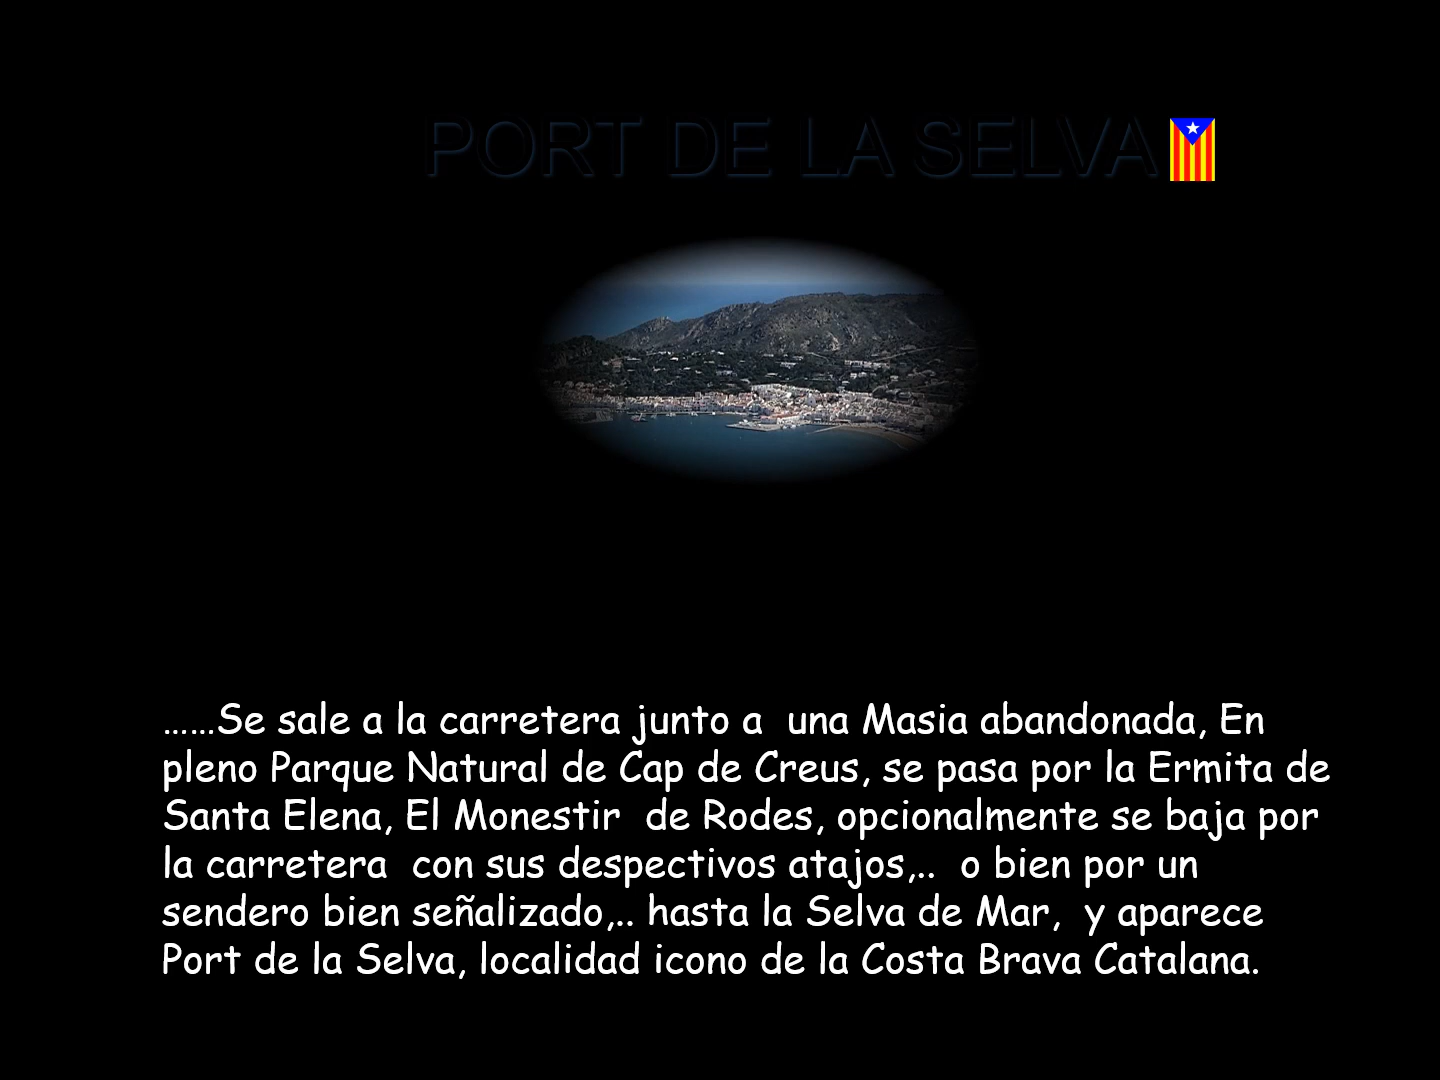 PORT DE LA SELVA
......Se sale a la carretera junto a  una Masia abandonada, En
pleno Parque Natural de Cap de Creus, se pasa por la Ermita de
Santa Elena, El Monestir  de Rodes, opcionalmente se baja por
la carretera  con sus despectivos atajos,..  o bien por un
sendero bien señalizado,.. hasta la Selva de Mar,  y aparece
Port de la Selva, localidad icono de la Costa Brava Catalana.